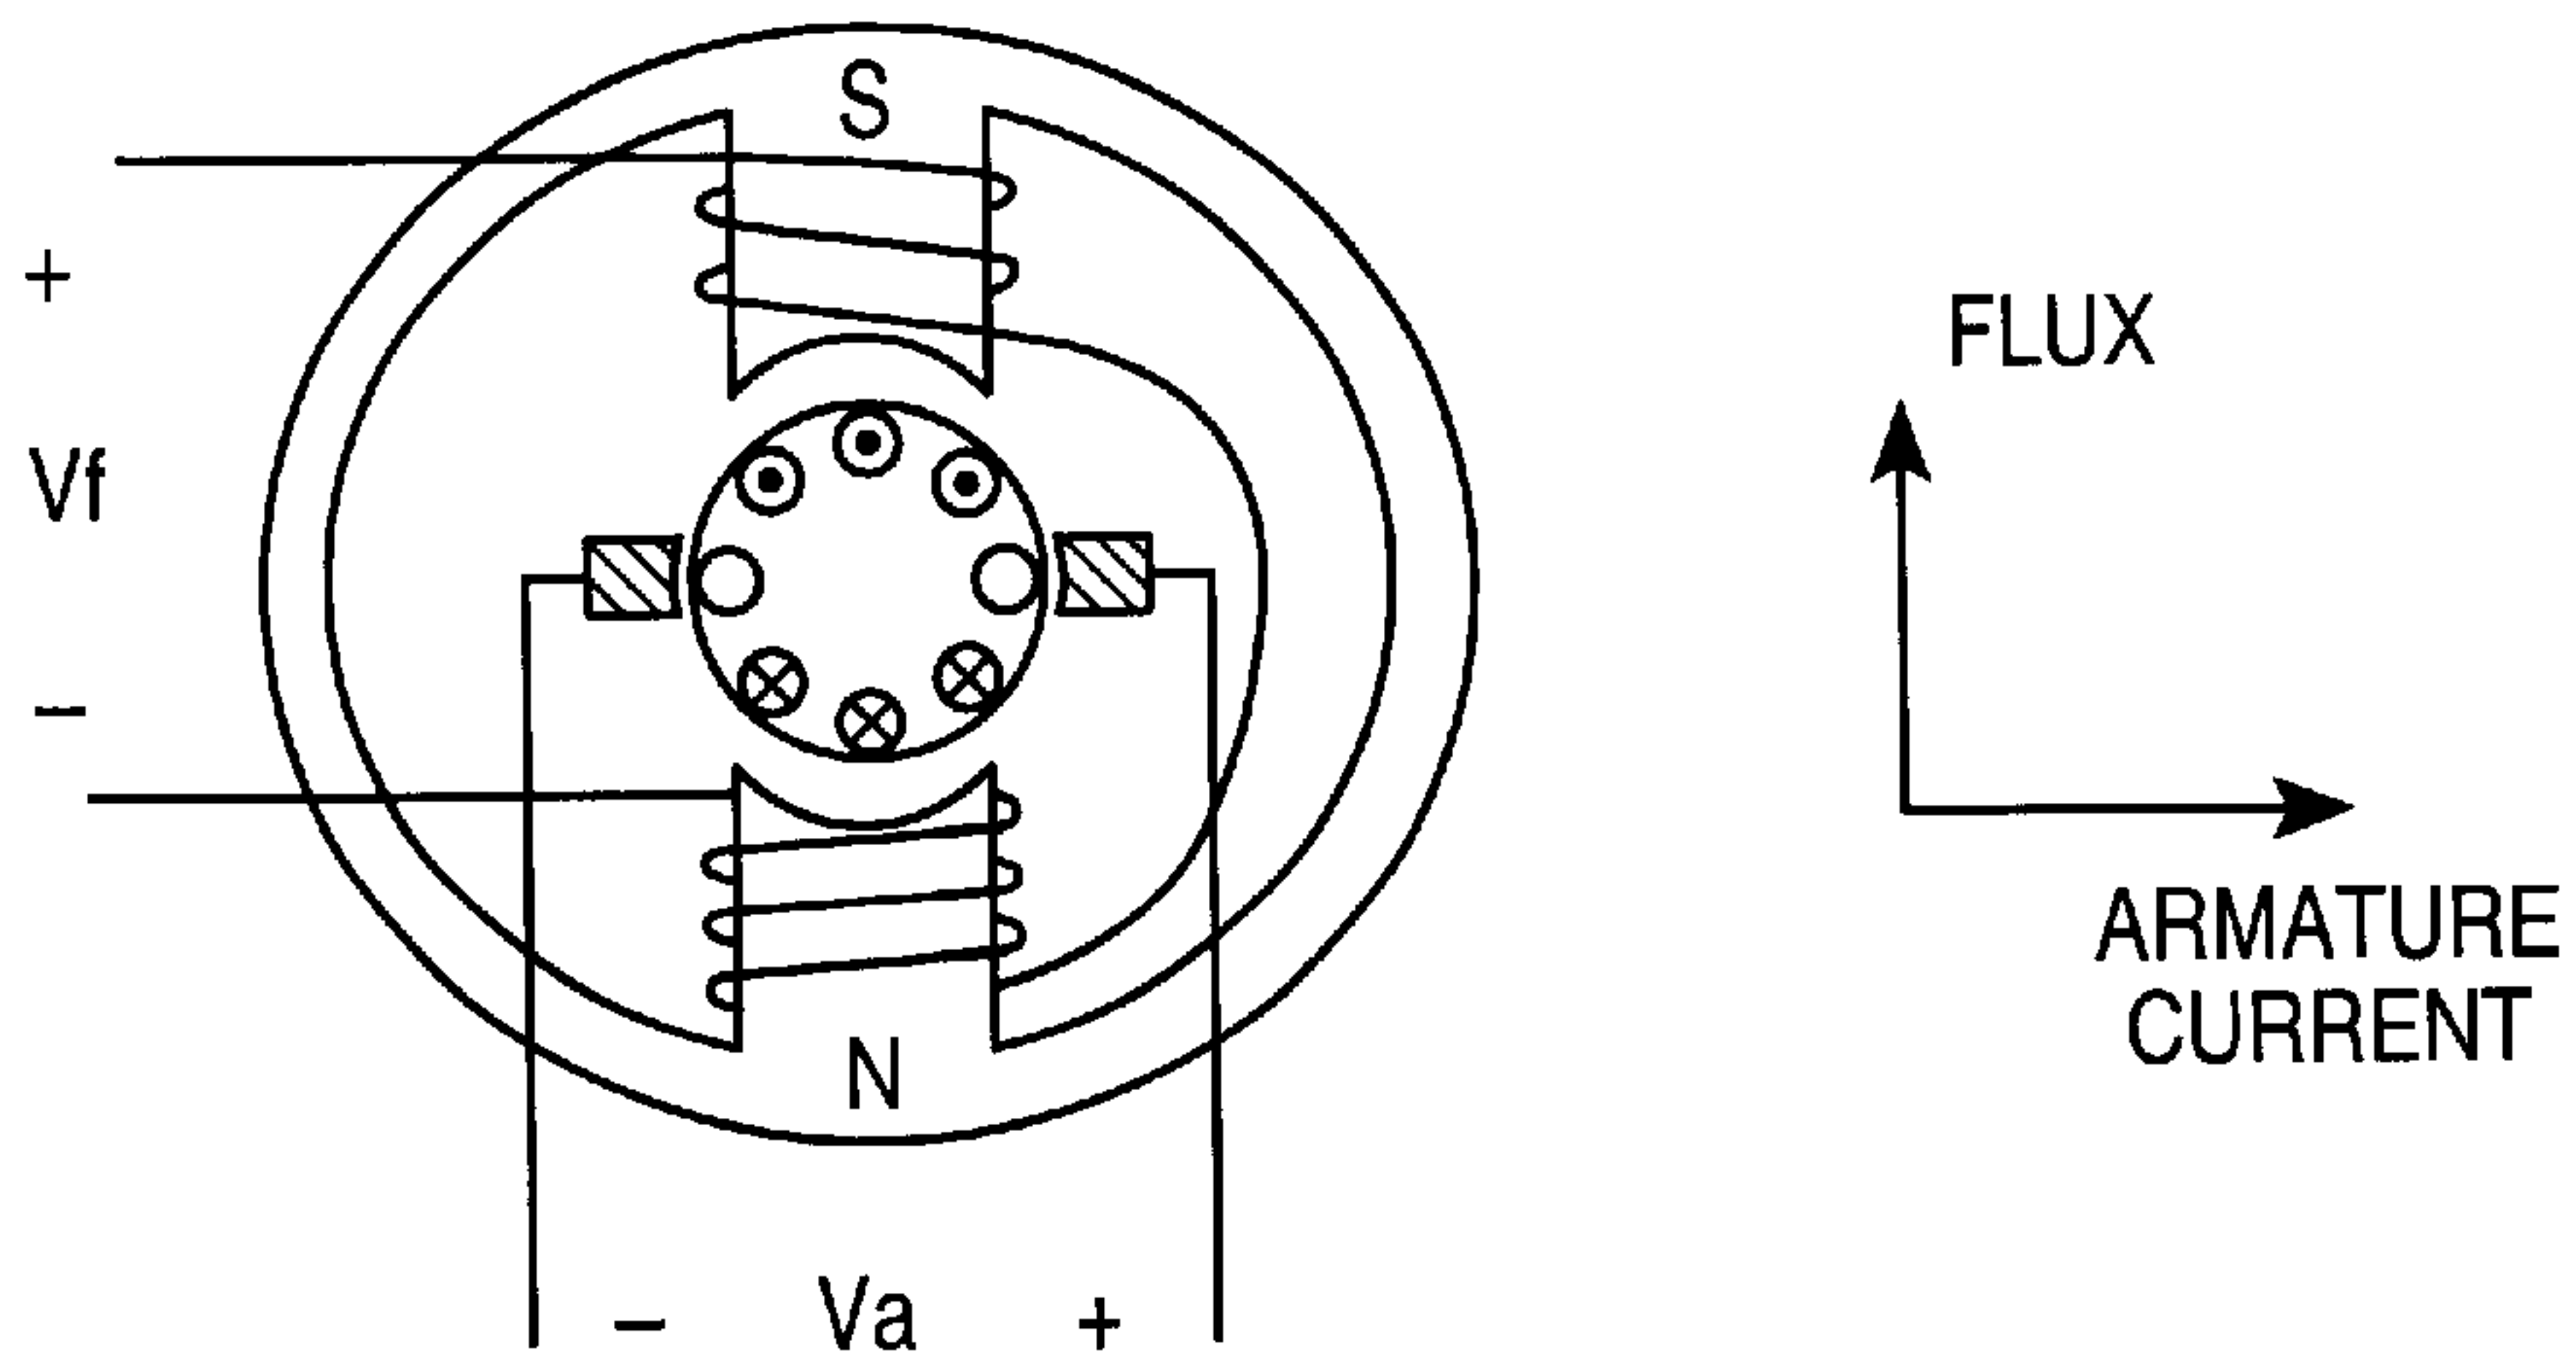 S
+
Vf
−
N
− Va +
FLUX
ARMATURE
CURRENT